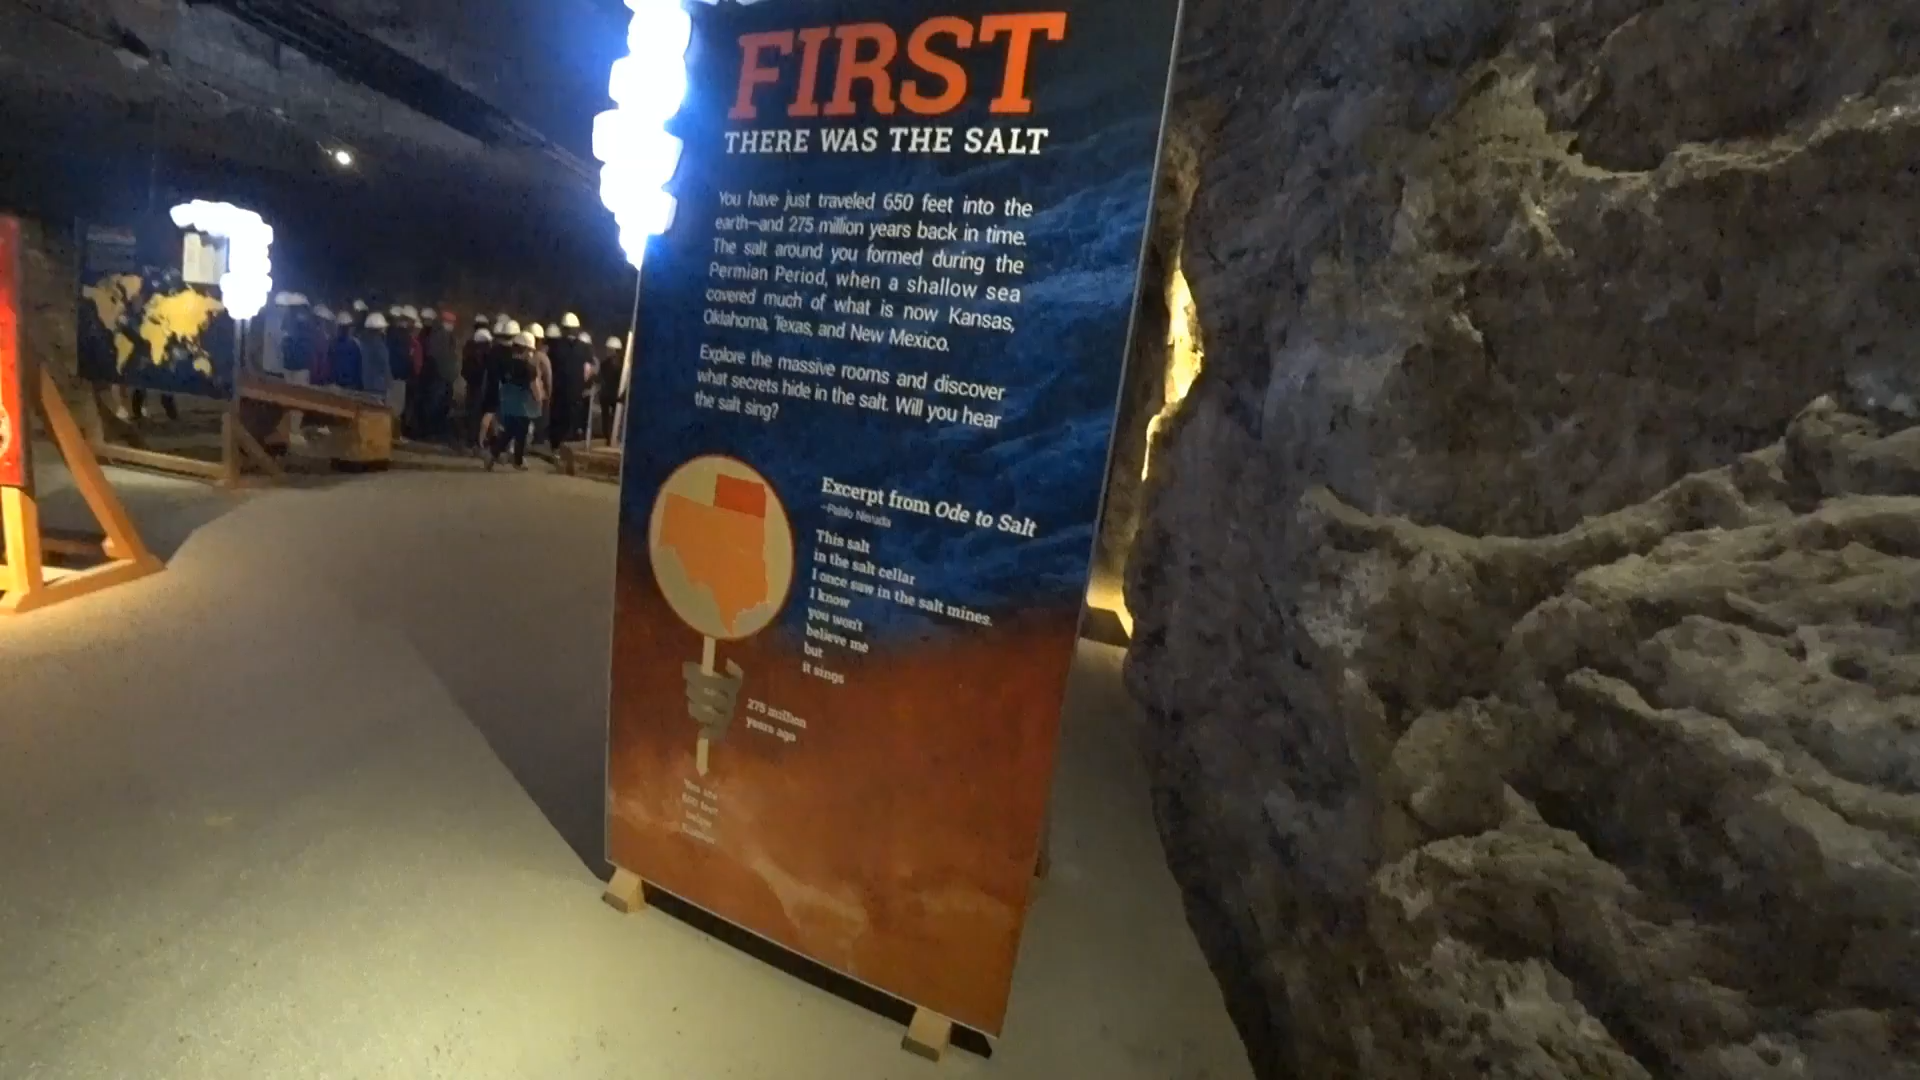 FIRST
THERE WAS THE SALT
You have just traveled 650 feet into the
earth—and 275 million years back in time.
The salt around you formed during the
Permian Period, when a shallow sea
covered much of what is now Kansas,
Oklahoma, Texas, and New Mexico.
Explore the massive rooms and discover
what secrets hide in the salt. Will you hear
the salt sing?
Excerpt from Ode to Salt
~Pablo Neruda
This salt
in the salt cellar
I once saw in the salt mines.
I know
you won't
believe me
but
it sings
275 million
years ago
You are
650 feet